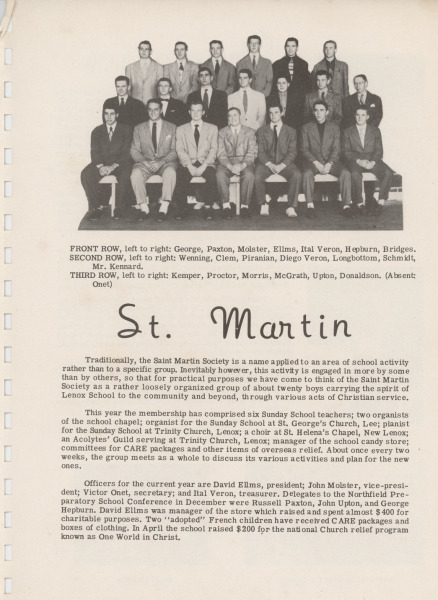 FRONT ROW, left to right: George, Paxton, Molster, Ellms, Ital Veron, Hepburn, Bridges.
SECOND ROW, left to right: Wenning, Clem, Piranian, Diego Veron, Longbottom, Schmidt,
Mr. Kennard.
THIRD ROW, left to right: Kemper, Proctor, Morris, McGrath, Upton, Donaldson. (Absent:
Onet)
St. Martin
Traditionally, the Saint Martin Society is a name applied to an area of school activity
rather than to a specific group. Inevitably however, this activity is engaged in more by some
than by others, so that for practical purposes we have come to think of the Saint Martin
Society as a rather loosely organized group of about twenty boys carrying the spirit of
Lenox School to the community and beyond, through various acts of Christian service.
This year the membership has comprised six Sunday School teachers; two organists
of the school chapel; organist for the Sunday School at St. George's Church, Lee; pianist
for the Sunday School at Trinity Church, Lenox; a choir at St. Helena's Chapel, New Lenox;
an Acolytes' Guild serving at Trinity Church, Lenox; manager of the school candy store;
committees for CARE packages and other items of overseas relief. About once every two
weeks, the group meets as a whole to discuss its various activities and plan for the new
ones.
Officers for the current year are David Ellms, president; John Molster, vice-presi-
dent; Victor Onet, secretary; and Ital Veron, treasurer. Delegates to the Northfield Pre-
paratory School Conference in December were Russell Paxton, John Upton, and George
Hepburn. David Ellms was manager of the store which raised and spent almost $400 for
charitable purposes. Two "adopted" French children have received CARE packages and
boxes of clothing. In April the school raised $200 for the national Church relief program
known as One World in Christ.